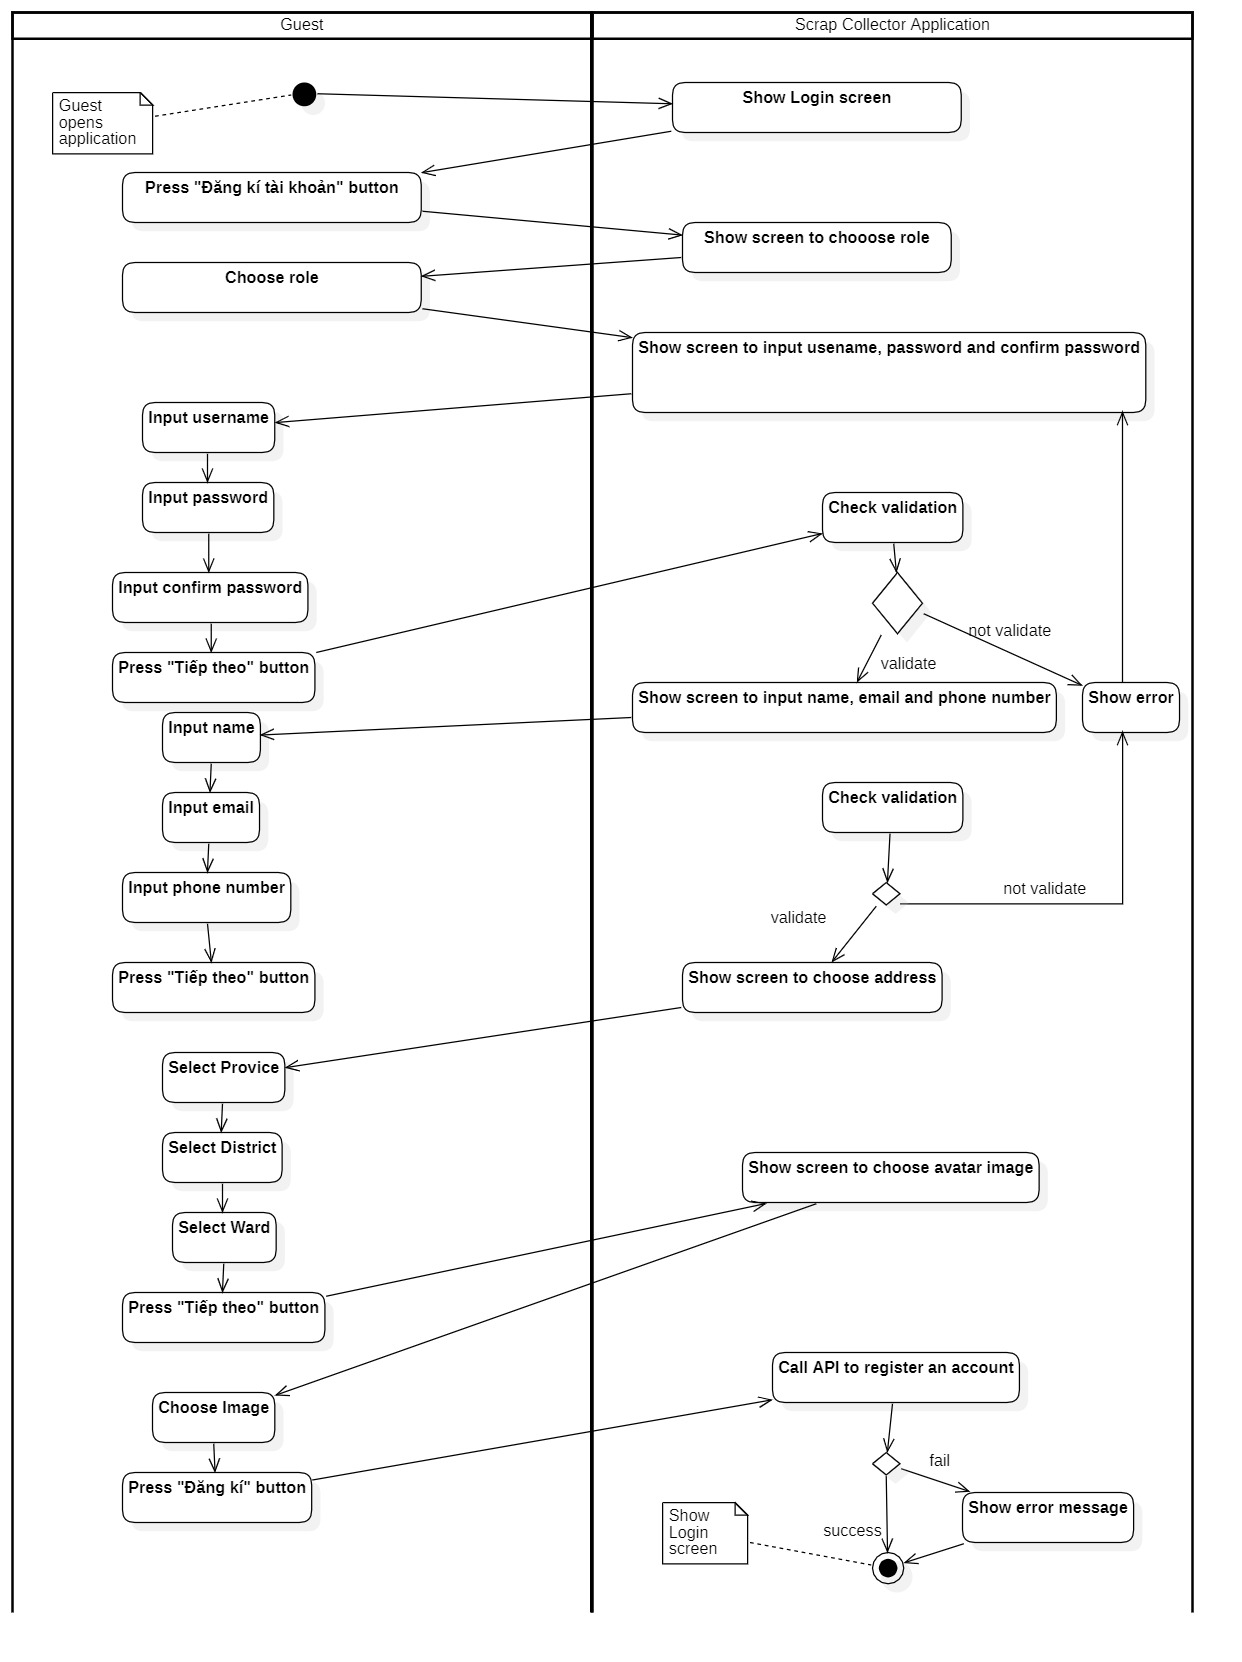 Guest
Scrap Collector Application
Guest
opens
application
Show Login screen
Press "Đăng kí tài khoản" button
Show screen to chooose role
Choose role
Show screen to input usename, password and confirm password
Input username
Input password
Check validation
Input confirm password
not validate
validate
Press "Tiếp theo" button
Show screen to input name, email and phone number
Show error
Input name
Input email
Check validation
Input phone number
not validate
validate
Press "Tiếp theo" button
Show screen to choose address
Select Provice
Select District
Show screen to choose avatar image
Select Ward
Press "Tiếp theo" button
Call API to register an account
Choose Image
fail
Press "Đăng kí" button
Show error message
Show
Login
screen
success